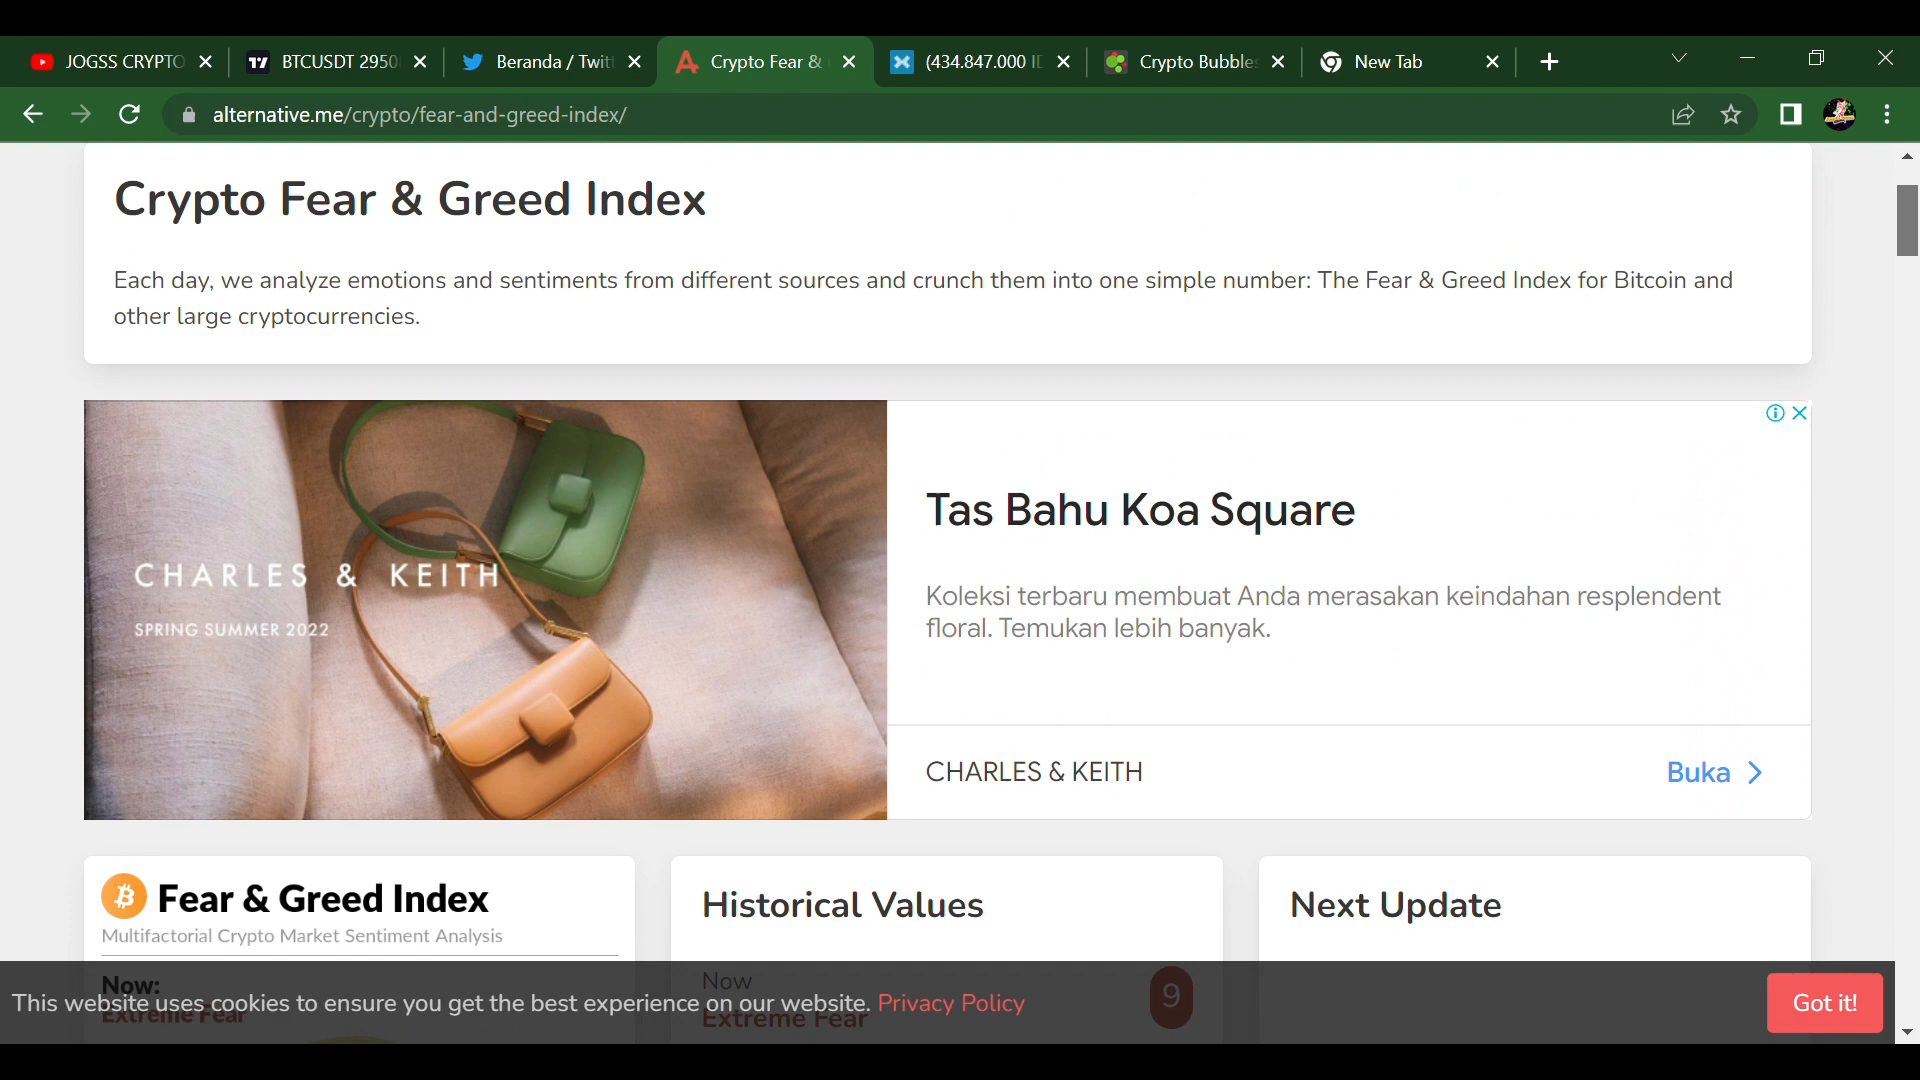 JOGSS CRYPTO
BTCUSDT 2950
Beranda / Twit
Crypto Fear &
(434.847.000 I
Crypto Bubble
New Tab
alternative.me/crypto/fear-and-greed-index/
Crypto Fear & Greed Index
Each day, we analyze emotions and sentiments from different sources and crunch them into one simple number: The Fear & Greed Index for Bitcoin and
other large cryptocurrencies.
CHARLES & KEITH
SPRING SUMMER 2022
Tas Bahu Koa Square
Koleksi terbaru membuat Anda merasakan keindahan resplendent
floral. Temukan lebih banyak.
CHARLES & KEITH
Buka
Fear & Greed Index
Multifactorial Crypto Market Sentiment Analysis
Now:
Extreme Fear
Historical Values
Now
Extreme Fear
9
Next Update
This website uses cookies to ensure you get the best experience on our website. Privacy Policy
Got it!